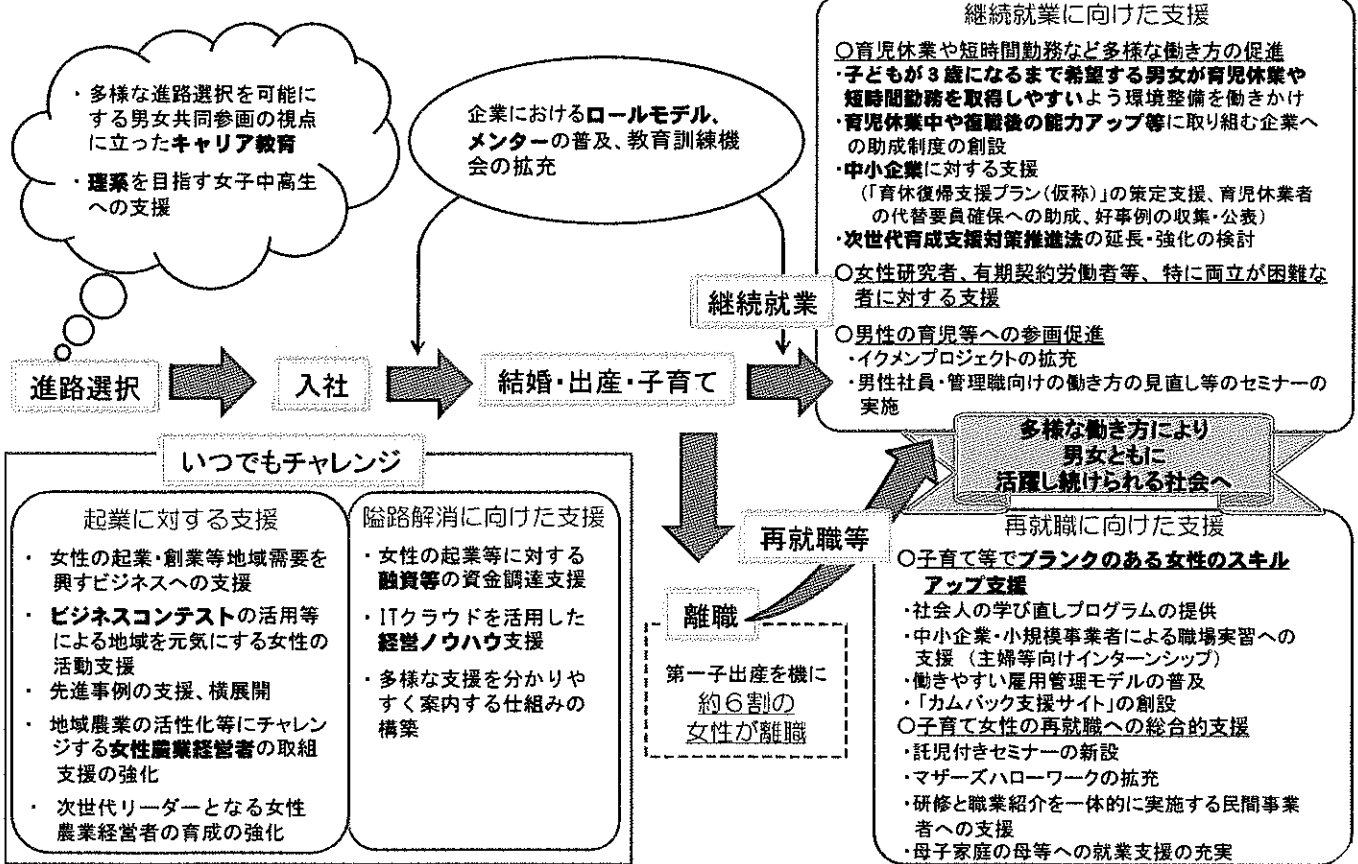 ・多様な進路選択を可能に
する男女共同参画の視点
に立ったキャリア教育
・理系を目指す女子中高生
への支援
企業におけるロールモデル、
メンターの普及、教育訓練機
会の拡充
進路選択
入社
結婚・出産・子育て
継続就業
継続就業に向けた支援
○育児休業や短時間勤務など多様な働き方の促進
・子どもが3歳になるまで希望する男女が育児休業や
短時間勤務を取得しやすいよう環境整備を働きかけ
・育児休業中や復職後の能力アップ等に取り組む企業へ
の助成制度の創設
・中小企業に対する支援
(「育休復帰支援プラン(仮称)」の策定支援、育児休業者
の代替要員確保への助成、好事例の収集・公表)
・次世代育成支援対策推進法の延長・強化の検討
○女性研究者、有期契約労働者等、特に両立が困難な
者に対する支援
○男性の育児等への参画促進
・イクメンプロジェクトの拡充
・男性社員・管理職向けの働き方の見直し等のセミナーの
実施
多様な働き方により
男女ともに
活躍し続けられる社会へ
いつでもチャレンジ
起業に対する支援
・女性の起業・創業等地域需要を
興すビジネスへの支援
・ビジネスコンテストの活用等
による地域を元気にする女性の
活動支援
・先進事例の支援、横展開
・地域農業の活性化等にチャレン
ジする女性農業経営者の取組
支援の強化
・次世代リーダーとなる女性
農業経営者の育成の強化
隘路解消に向けた支援
・女性の起業等に対する
融資等の資金調達支援
・ITクラウドを活用した
経営ノウハウ支援
・多様な支援を分かりや
すく案内する仕組みの
構築
離職
第一子出産を機に
約6割の
女性が離職
再就職等
再就職に向けた支援
○子育て等でブランクのある女性のスキル
アップ支援
・社会人の学び直しプログラムの提供
・中小企業・小規模事業者による職場実習への
支援 (主婦等向けインターンシップ)
・働きやすい雇用管理モデルの普及
・「カムバック支援サイト」の創設
○子育て女性の再就職への総合的支援
・託児付きセミナーの新設
・マザーズハローワークの拡充
・研修と職業紹介を一体的に実施する民間事業
者への支援
・母子家庭の母等への就業支援の充実